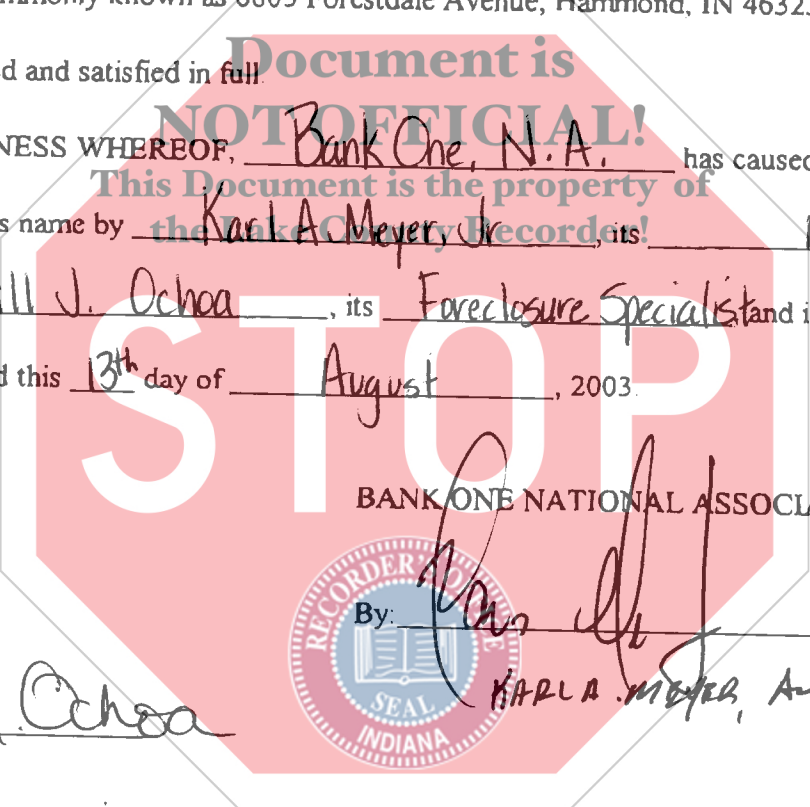 mmonly known as 6605 Forestdale Avenue, Hammond, IN 4632
d and satisfied in full.
Document is
NOT OFFICIAL!
NESS WHEREOF, Bank One, N.A. has caused
This Document is the property of
s name by Karl A. Meyer, Jr , its
the Lake County Recorder!
ll J. Ochoa , its Foreclosure Specialist and i
d this 13th day of August , 2003.
STOP
BANK ONE NATIONAL ASSOCI
By:
KARL A. MEYER,
Ochoa
RECORDER'S OFFICE
SEAL
INDIANA